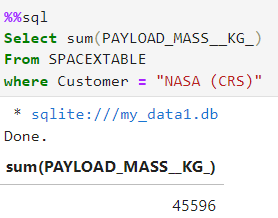 %%sql
Select sum(PAYLOAD_MASS__KG_)
From SPACEXTABLE
where Customer = "NASA (CRS)"
* sqlite:///my_data1.db
Done.
sum(PAYLOAD_MASS__KG_)
45596